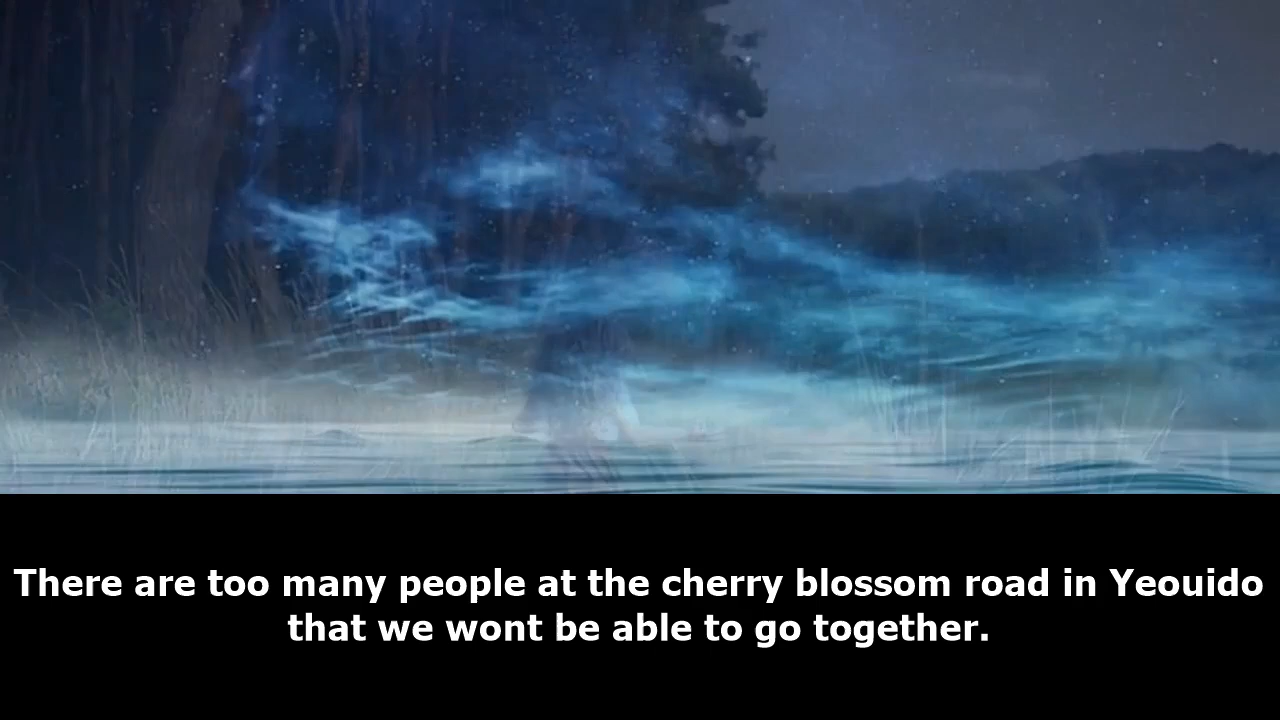 There are too many people at the cherry blossom road in Yeouido
that we wont be able to go together.